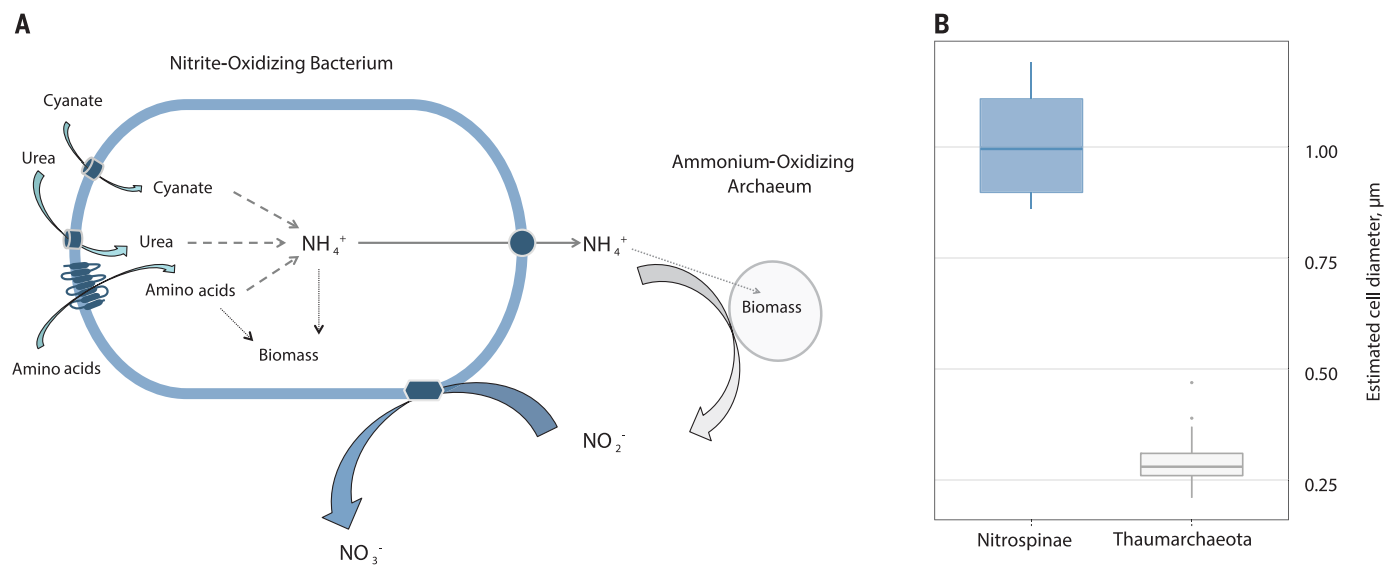 A
Nitrite-Oxidizing Bacterium
Cyanate
Urea
Cyanate
Urea
NH₄⁺
NH₄⁺
Amino acids
Amino acids
Biomass
Ammonium-Oxidizing
Archaeum
Biomass
NO₂⁻
NO₃⁻
B
1.00
0.75
0.50
0.25
Estimated cell diameter, µm
Nitrospinae
Thaumarchaeota